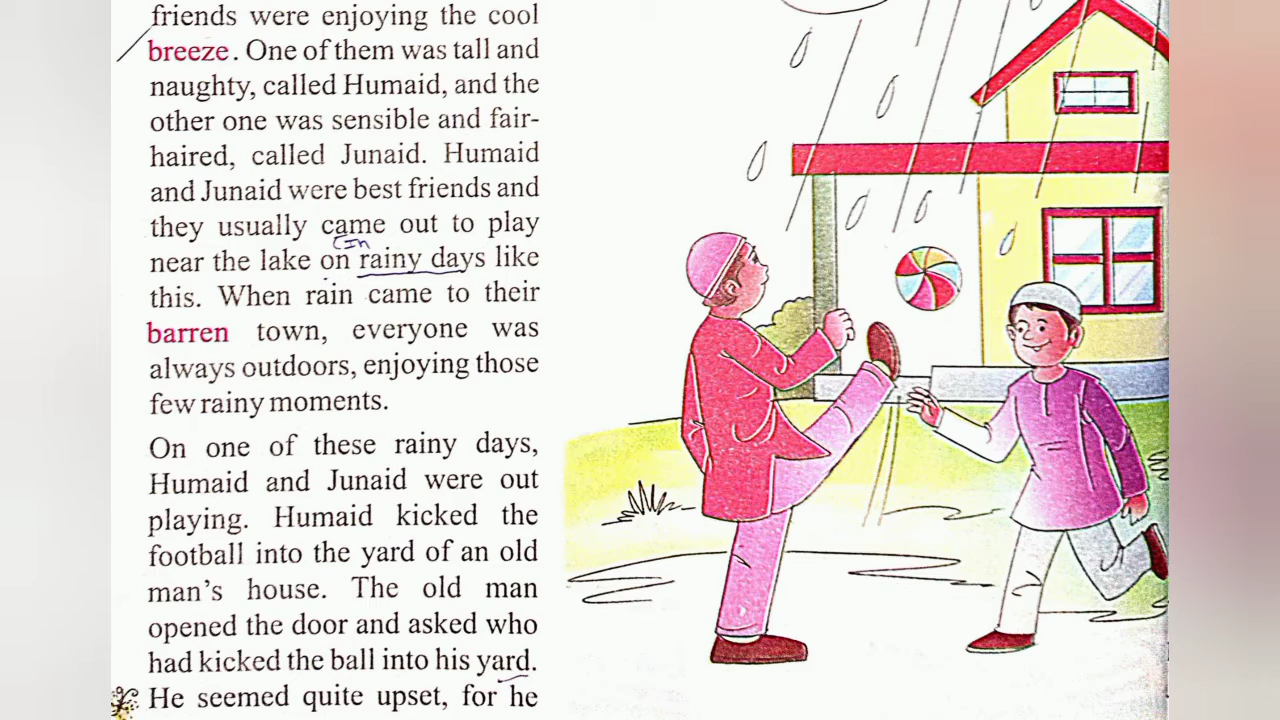 friends were enjoying the cool
breeze. One of them was tall and
naughty, called Humaid, and the
other one was sensible and fair-
haired, called Junaid. Humaid
and Junaid were best friends and
they usually came out to play
In
near the lake on rainy days like
this. When rain came to their
barren town, everyone was
always outdoors, enjoying those
few rainy moments.
On one of these rainy days,
Humaid and Junaid were out
playing. Humaid kicked the
football into the yard of an old
man's house. The old man
opened the door and asked who
had kicked the ball into his yard.
He seemed quite upset, for he